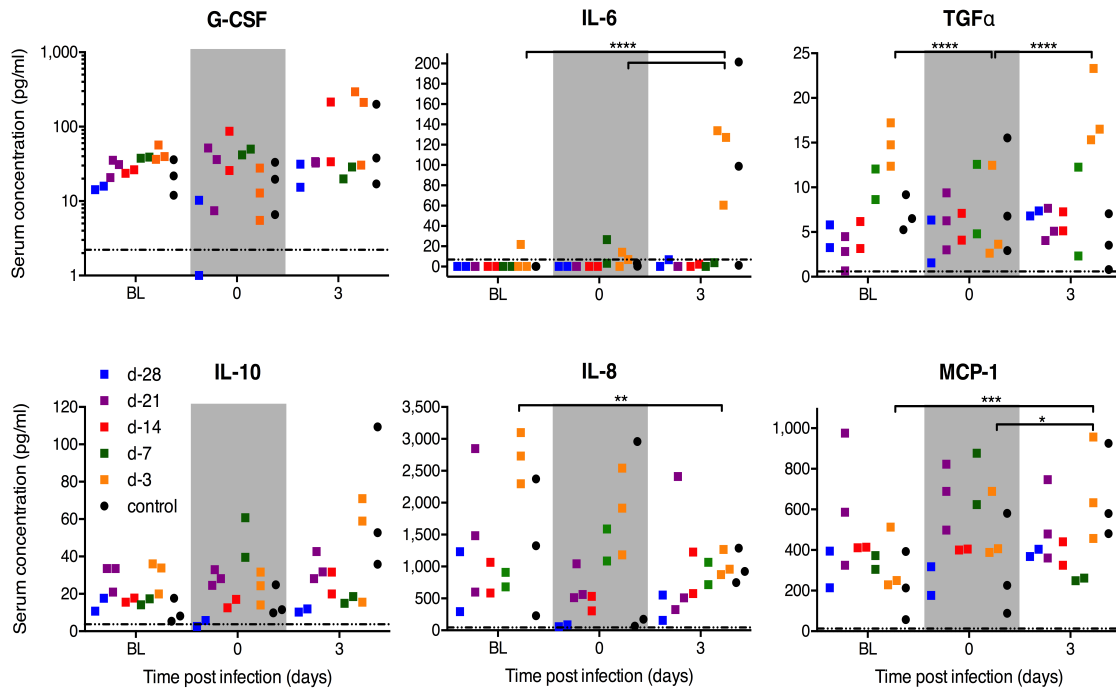 G-CSF
IL-6
TGFα
Serum concentration (pg/ml)
1,000
100
10
1
BL
0
3
****
200
180
160
140
120
100
80
60
40
20
0
BL
0
3
****
****
25
20
15
10
5
0
BL
0
3
IL-10
IL-8
MCP-1
Serum concentration (pg/ml)
120
100
80
60
40
20
0
d-28
d-21
d-14
d-7
d-3
control
BL
0
3
Time post infection (days)
**
3,500
3,000
2,500
2,000
1,500
1,000
500
0
BL
0
3
Time post infection (days)
***
*
1,000
800
600
400
200
0
BL
0
3
Time post infection (days)